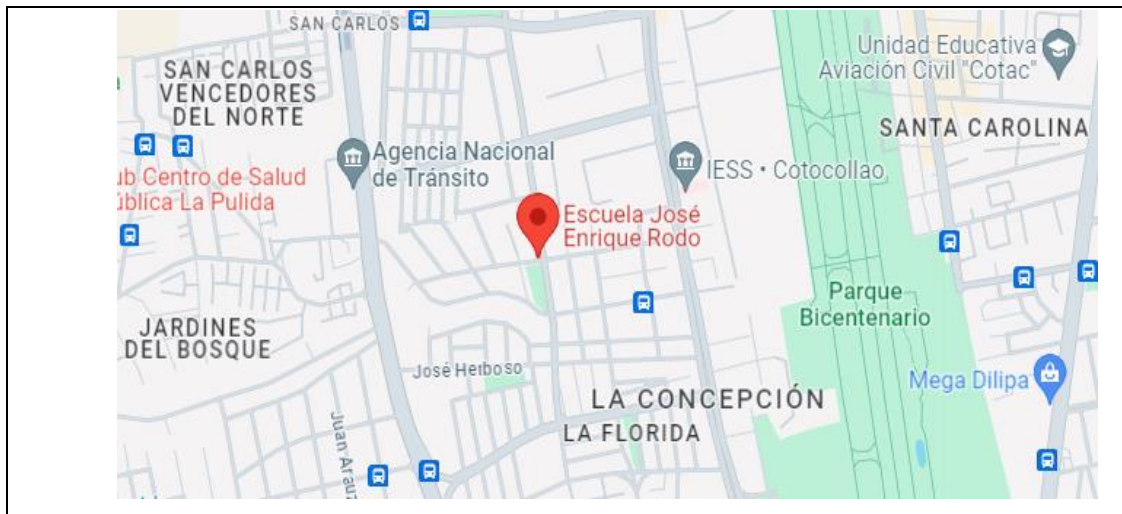 SAN CARLOS
SAN CARLOS
VENCEDORES
DEL NORTE
Unidad Educativa
Aviación Civil "Cotac"
SANTA CAROLINA
Agencia Nacional
de Tránsito
IESS • Cotocollao
ub Centro de Salud
ública La Pulida
Escuela José
Enrique Rodo
Parque
Bicentenario
JARDINES
DEL BOSQUE
José Herboso
Mega Dilipa
LA CONCEPCIÓN
LA FLORIDA
Juan Arauz